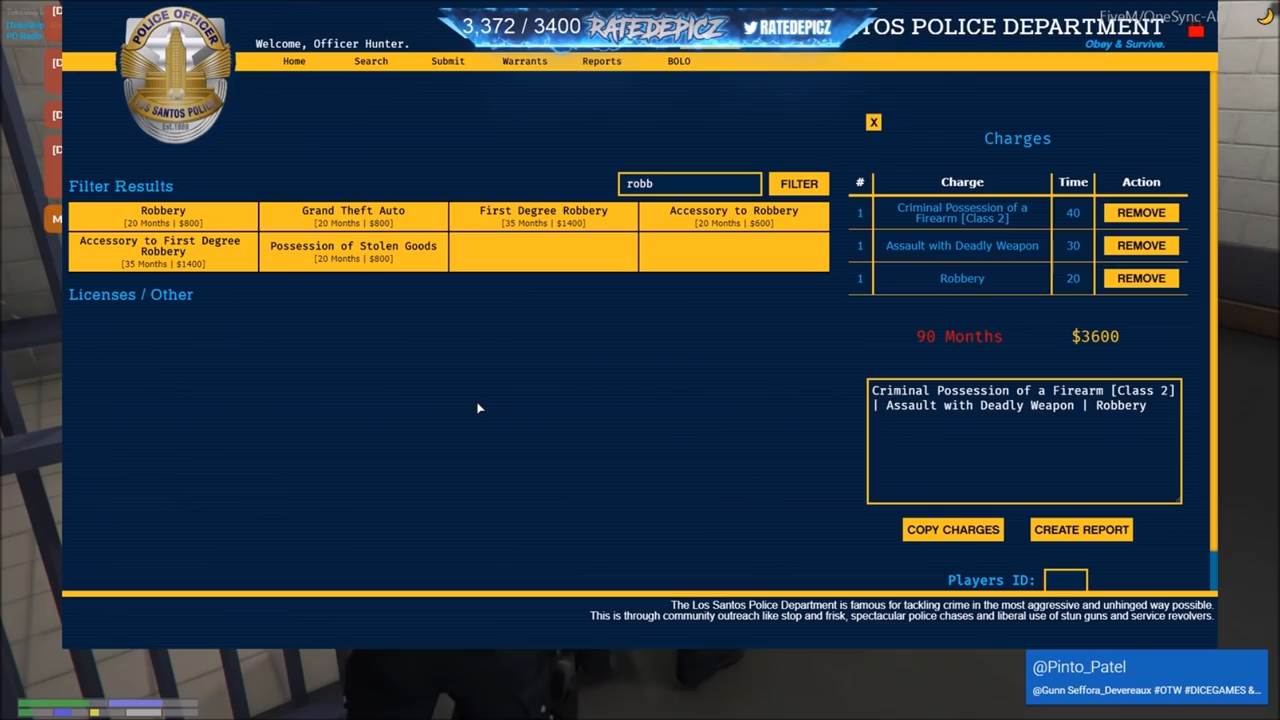 FiveM/OneSync-A
3,372 / 3400 RATEDEPICZ RATEDEPICZ
TOS POLICE DEPARTMENT
Obey & Survive.
POLICE OFFICER
LOS SANTOS POLICE
Welcome, Officer Hunter.
Home Search Submit Warrants Reports BOLO
X
Charges
Filter Results
robb
FILTER
# Charge Time Action
Robbery
[20 Months | $800]
Grand Theft Auto
[20 Months | $800]
First Degree Robbery
[35 Months | $1400]
Accessory to Robbery
[20 Months | $600]
Accessory to First Degree
Robbery
[35 Months | $1400]
Possession of Stolen Goods
[20 Months | $800]
1 Criminal Possession of a
Firearm [Class 2] 40 REMOVE
1 Assault with Deadly Weapon 30 REMOVE
1 Robbery 20 REMOVE
Licenses / Other
90 Months $3600
Criminal Possession of a Firearm [Class 2]
| Assault with Deadly Weapon | Robbery
COPY CHARGES CREATE REPORT
Players ID:
The Los Santos Police Department is famous for tackling crime in the most aggressive and unhinged way possible.
This is through community outreach like stop and frisk, spectacular police chases and liberal use of stun guns and service revolvers.
@Pinto_Patel
@Gunn Seffora_Devereaux #OTW #DICEGAMES &...